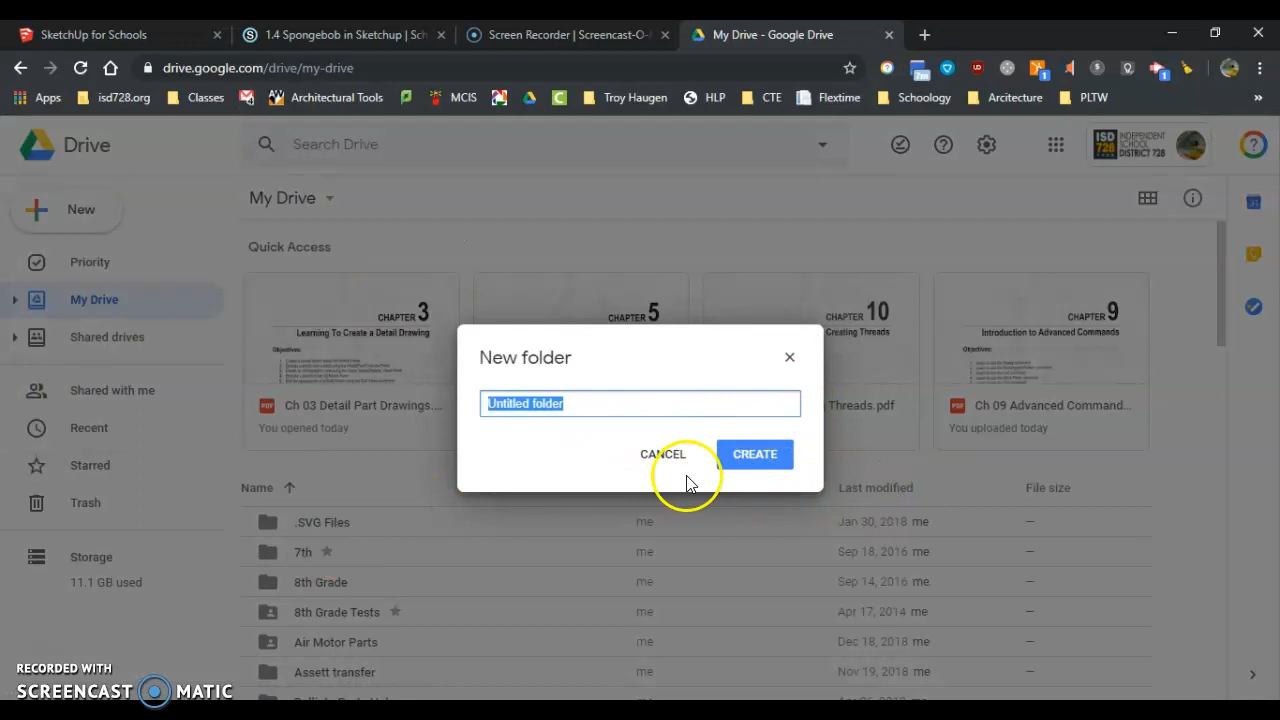 SketchUp for Schools
1.4 Spongebob in Sketchup | Sch
Screen Recorder | Screencast-O-
My Drive - Google Drive
drive.google.com/drive/my-drive
Apps
isd728.org
Classes
Architectural Tools
MCIS
Troy Haugen
HLP
CTE
Flextime
Schoology
Arcitecture
PLTW
Drive
Search Drive
ISD 728
INDEPENDENT SCHOOL DISTRICT 728
New
My Drive
Priority
My Drive
Shared drives
Shared with me
Recent
Starred
Trash
Storage
11.1 GB used
Quick Access
CHAPTER 3
Learning To Create a Detail Drawing
Objectives:
Ch 03 Detail Part Drawings....
You opened today
CHAPTER 5
CHAPTER 10
Creating Threads
Threads.pdf
CHAPTER 9
Introduction to Advanced Commands
Objectives:
Ch 09 Advanced Command...
You uploaded today
New folder
Untitled folder
CANCEL
CREATE
Name
Last modified
File size
.SVG Files me Jan 30, 2018 me —
7th me Sep 18, 2016 me —
8th Grade me Sep 14, 2016 me —
8th Grade Tests me Apr 17, 2014 me —
Air Motor Parts me Dec 18, 2018 me —
Assett transfer me Nov 19, 2018 me —
RECORDED WITH
SCREENCAST MATIC